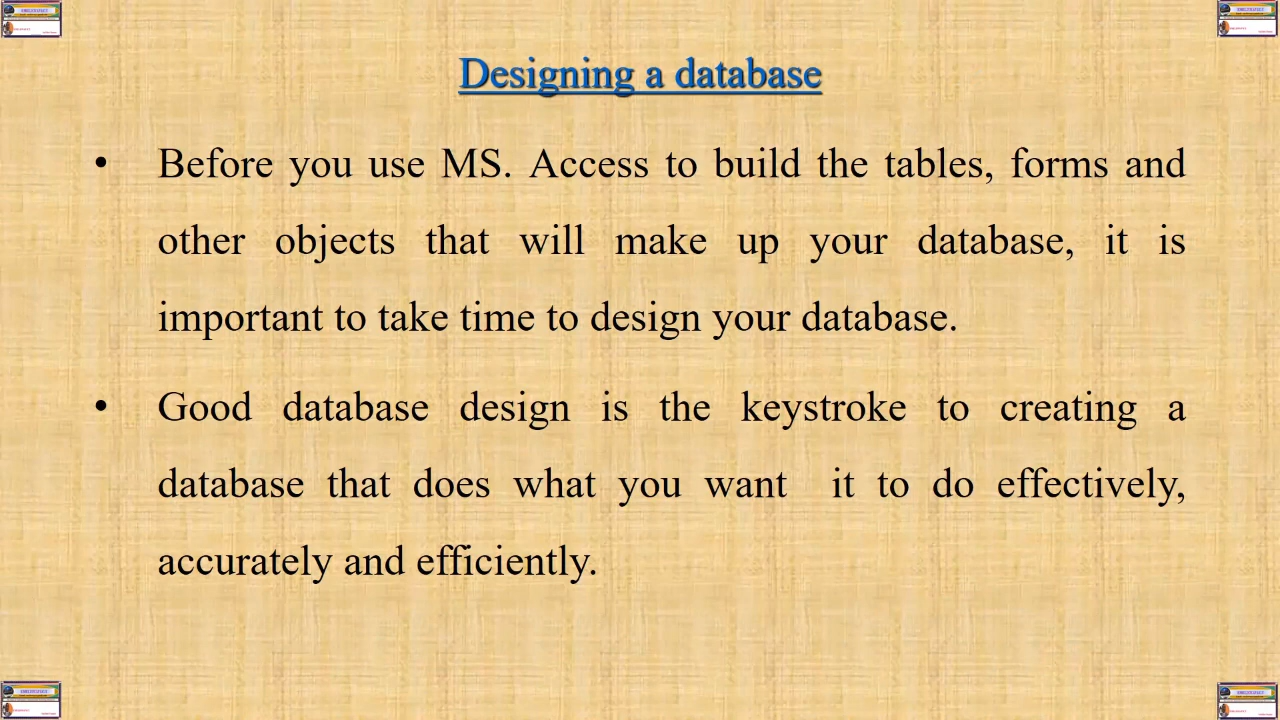 Designing a database
• Before you use MS. Access to build the tables, forms and
other objects that will make up your database, it is
important to take time to design your database.
• Good database design is the keystroke to creating a
database that does what you want it to do effectively,
accurately and efficiently.